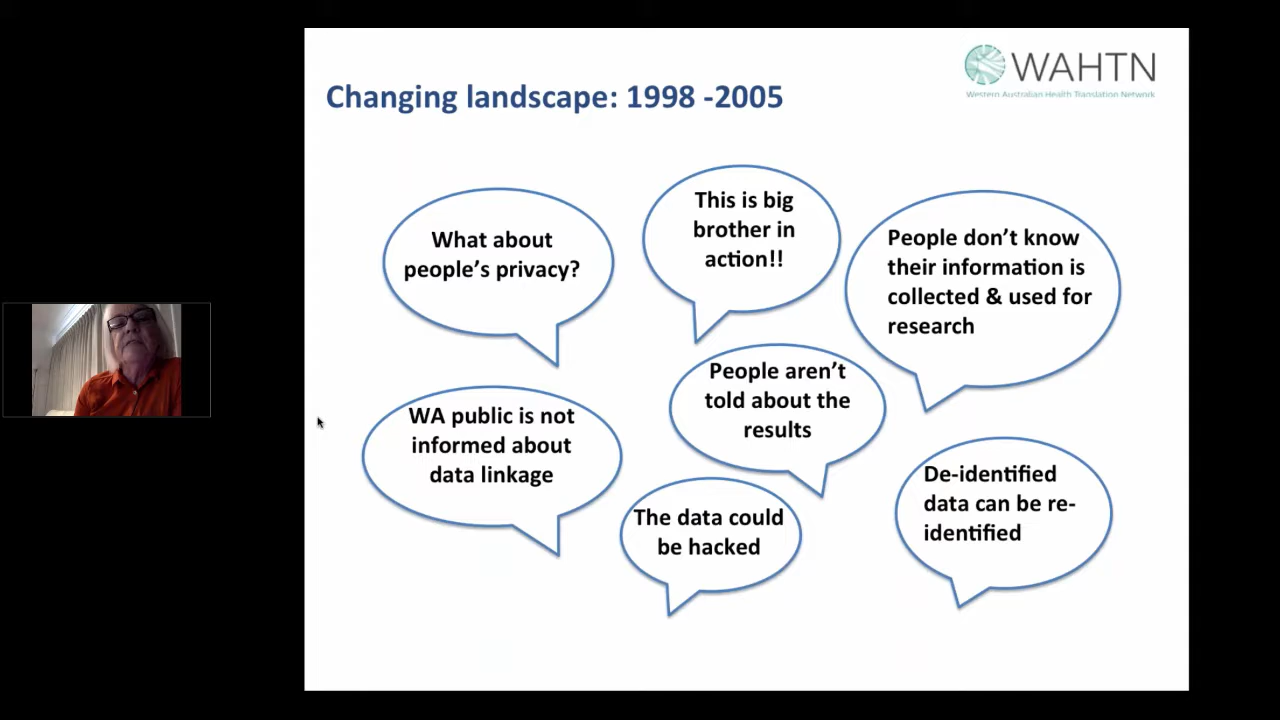 WAHTN
Western Australian Health Translation Network
Changing landscape: 1998 -2005
What about
people’s privacy?
This is big
brother in
action!!
People don’t know
their information is
collected & used for
research
WA public is not
informed about
data linkage
People aren’t
told about the
results
The data could
be hacked
De-identified
data can be re-
identified